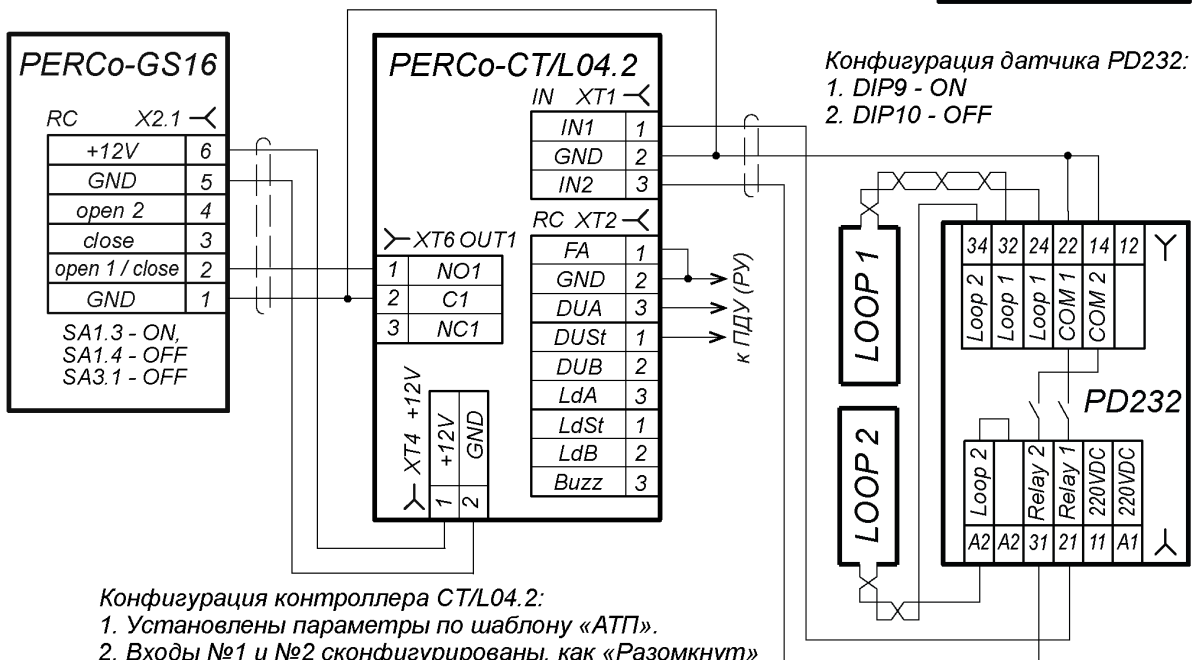 PERCo-GS16
RC X2.1
+12V 6
GND 5
open 2 4
close 3
open 1 / close 2
GND 1
SA1.3 - ON,
SA1.4 - OFF
SA3.1 - OFF
PERCo-CT/L04.2
IN XT1
IN1 1
GND 2
IN2 3
RC XT2
FA 1
GND 2
DUA 3
DUSt 1
DUB 2
LdA 3
LdSt 1
LdB 2
Buzz 3
XT6 OUT1
1 NO1
2 C1
3 NC1
XT4 +12V
+12V
GND
1 2
к ПДУ (РУ)
Конфигурация датчика PD232:
1. DIP9 - ON
2. DIP10 - OFF
LOOP 1
LOOP 2
34 32 24 22 14 12
Loop 2
Loop 1
Loop 1
COM 1
COM 2
PD232
Loop 2
Relay 2
Relay 1
220VDC
220VDC
A2 A2 31 21 11 A1
Конфигурация контроллера CT/L04.2:
1. Установлены параметры по шаблону «АТП».
2. Входы №1 и №2 сконфигурированы, как «Разомкнут»